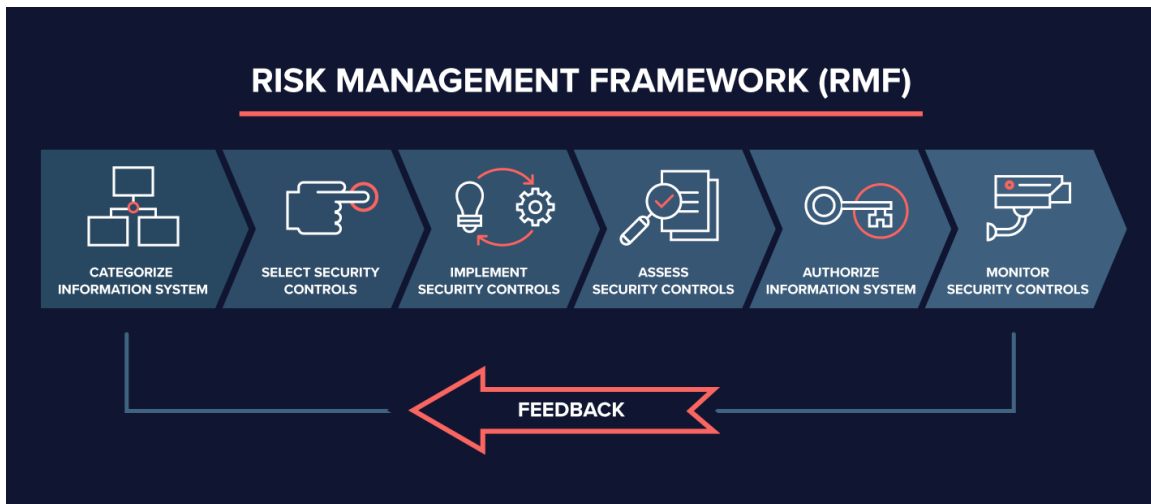 RISK MANAGEMENT FRAMEWORK (RMF)
CATEGORIZE
INFORMATION SYSTEM
SELECT SECURITY
CONTROLS
IMPLEMENT
SECURITY CONTROLS
ASSESS
SECURITY CONTROLS
AUTHORIZE
INFORMATION SYSTEM
MONITOR
SECURITY CONTROLS
FEEDBACK